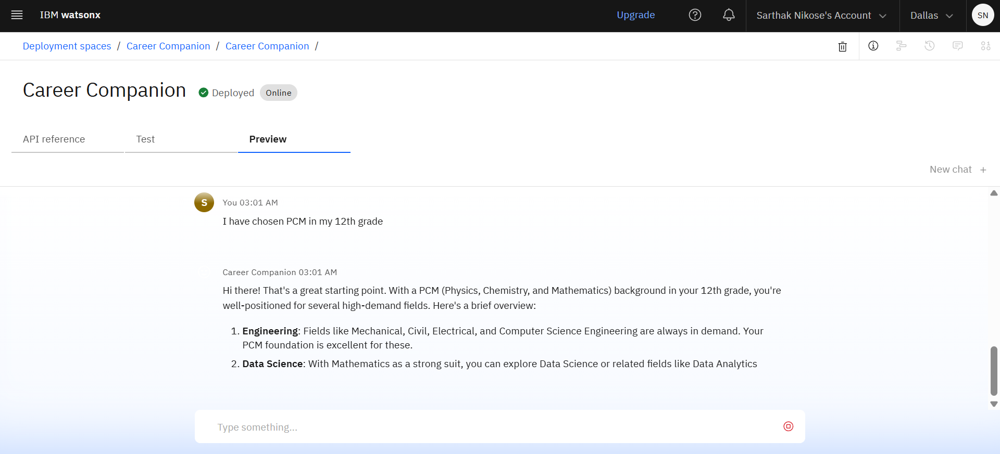 IBM watsonx
Upgrade
Sarthak Nikose's Account
Dallas
SN
Deployment spaces / Career Companion / Career Companion /
Career Companion
Deployed
Online
API reference
Test
Preview
New chat +
S
You 03:01 AM
I have chosen PCM in my 12th grade
Career Companion 03:01 AM
Hi there! That's a great starting point. With a PCM (Physics, Chemistry, and Mathematics) background in your 12th grade, you're
well-positioned for several high-demand fields. Here's a brief overview:
1. Engineering: Fields like Mechanical, Civil, Electrical, and Computer Science Engineering are always in demand. Your
PCM foundation is excellent for these.
2. Data Science: With Mathematics as a strong suit, you can explore Data Science or related fields like Data Analytics
Type something...